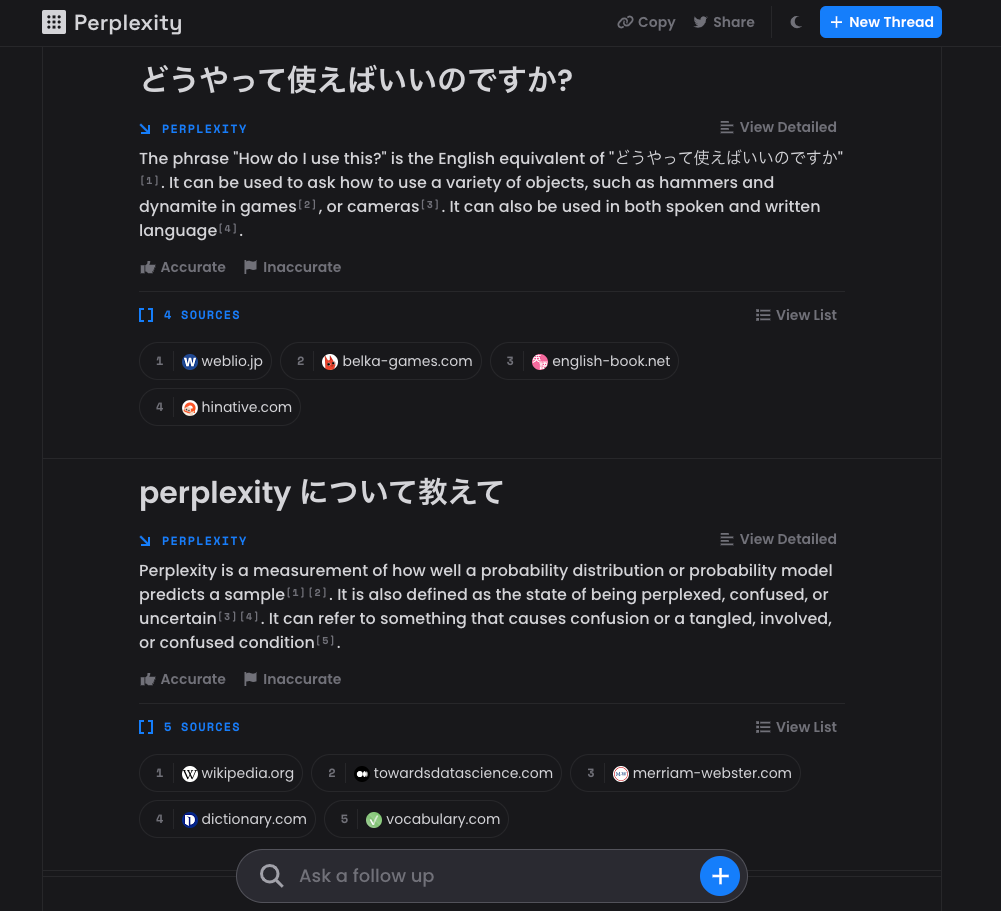 Perplexity
Copy Share New Thread
どうやって使えばいいのですか?
PERPLEXITY View Detailed
The phrase "How do I use this?" is the English equivalent of "どうやって使えばいいのですか"
[1]. It can be used to ask how to use a variety of objects, such as hammers and
dynamite in games[2], or cameras[3]. It can also be used in both spoken and written
language[4].
Accurate Inaccurate
4 SOURCES View List
1 weblio.jp 2 belka-games.com 3 english-book.net
4 hinative.com
perplexity について教えて
PERPLEXITY View Detailed
Perplexity is a measurement of how well a probability distribution or probability model
predicts a sample[1][2]. It is also defined as the state of being perplexed, confused, or
uncertain[3][4]. It can refer to something that causes confusion or a tangled, involved,
or confused condition[5].
Accurate Inaccurate
5 SOURCES View List
1 wikipedia.org 2 towardsdatascience.com 3 merriam-webster.com
4 dictionary.com 5 vocabulary.com
Ask a follow up